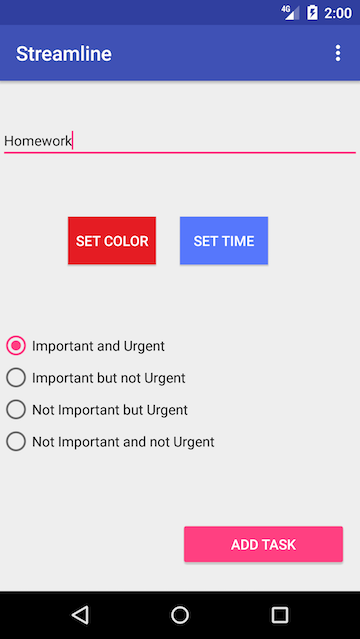 4G 2:00
Streamline
Homework
SET COLOR SET TIME
Important and Urgent
Important but not Urgent
Not Important but Urgent
Not Important and not Urgent
ADD TASK